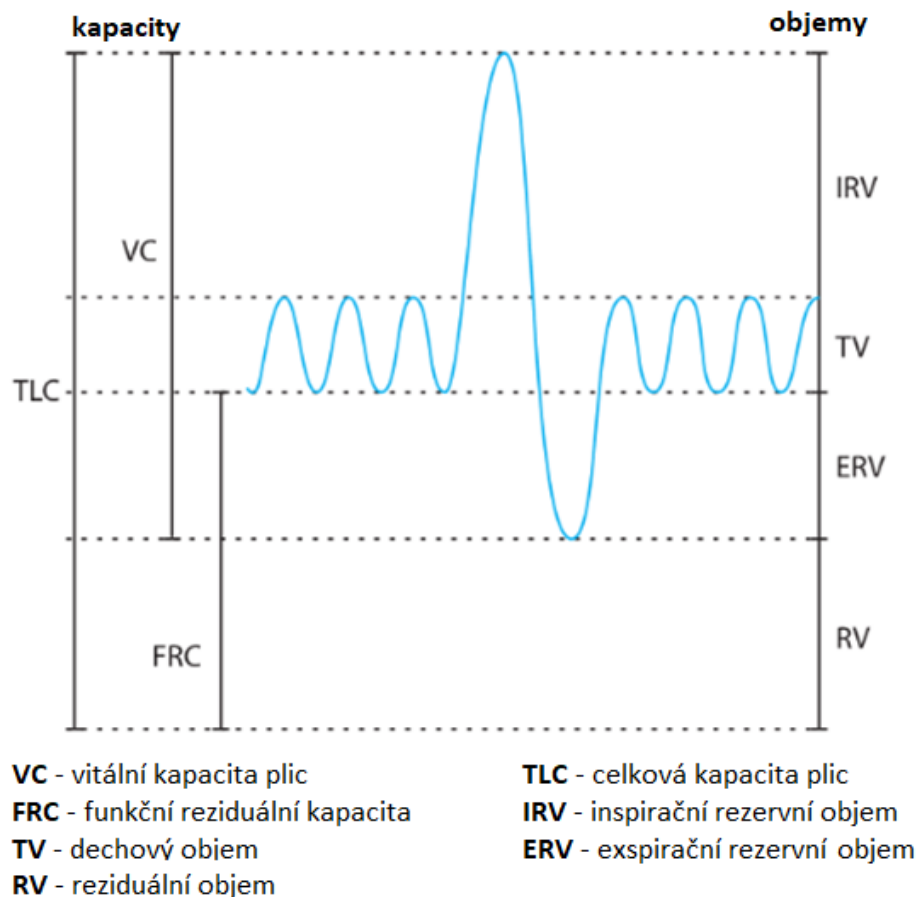 kapacity
objemy
IRV
VC
TV
TLC
ERV
RV
FRC
VC - vitální kapacita plic
FRC - funkční reziduální kapacita
TV - dechový objem
RV - reziduální objem
TLC - celková kapacita plic
IRV - inspirační rezervní objem
ERV - exspirační rezervní objem